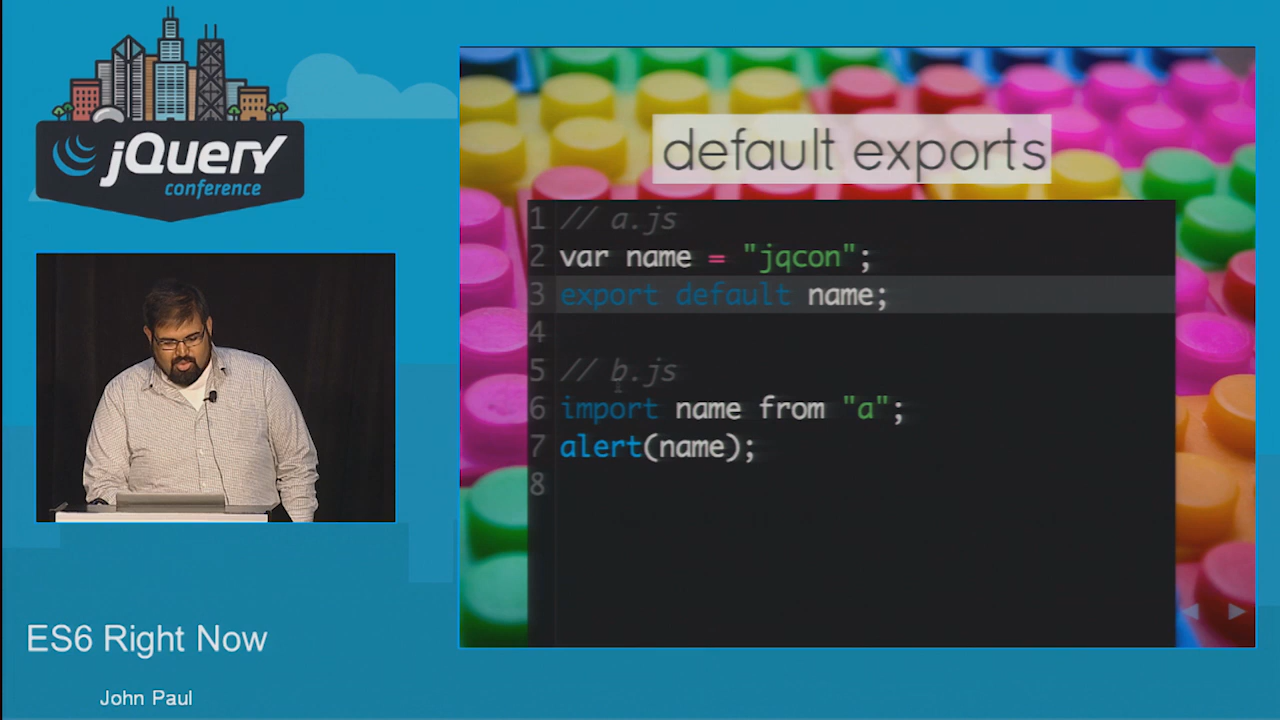 jQuery
conference
ES6 Right Now
John Paul
default exports
1 // a.js
2 var name = "jqcon";
3 export default name;
4
5 // b.js
6 import name from "a";
7 alert(name);
8